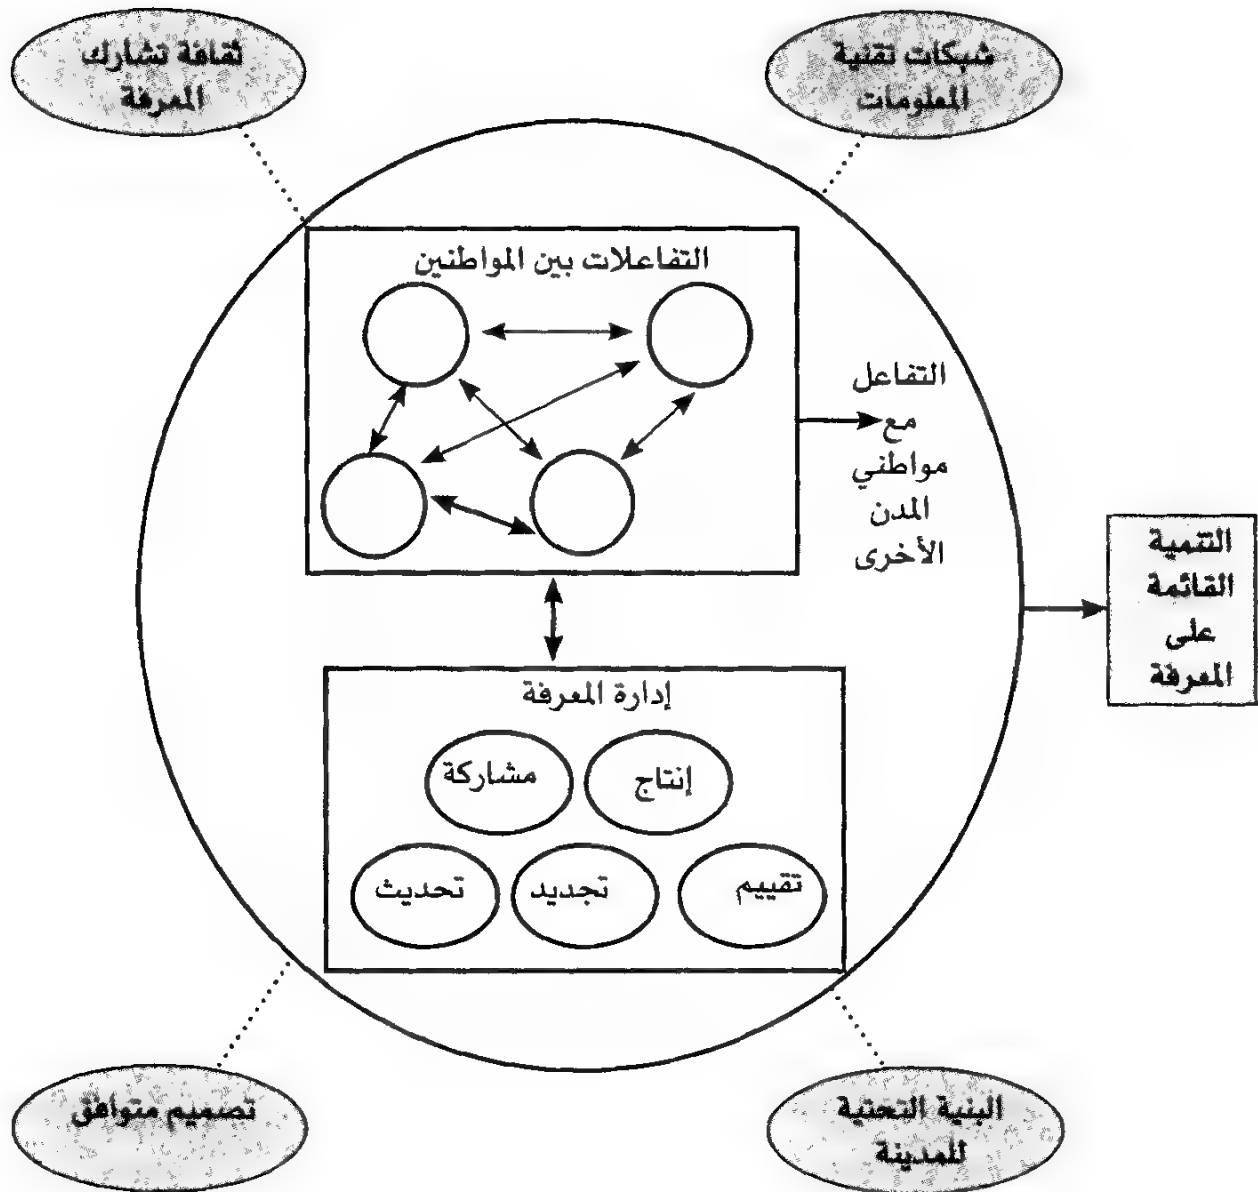 شبكات تقنية
المعلومات
ثقافة تشارك
المعرفة
التفاعلات بين المواطنين
التفاعل
مع
مواطني
المدن
الأخرى
التنمية
القائمة
على
المعرفة
إدارة المعرفة
إنتاج
مشاركة
تقييم
تجديد
تحديث
البنية التحتية
للمدينة
تصميم متوافق